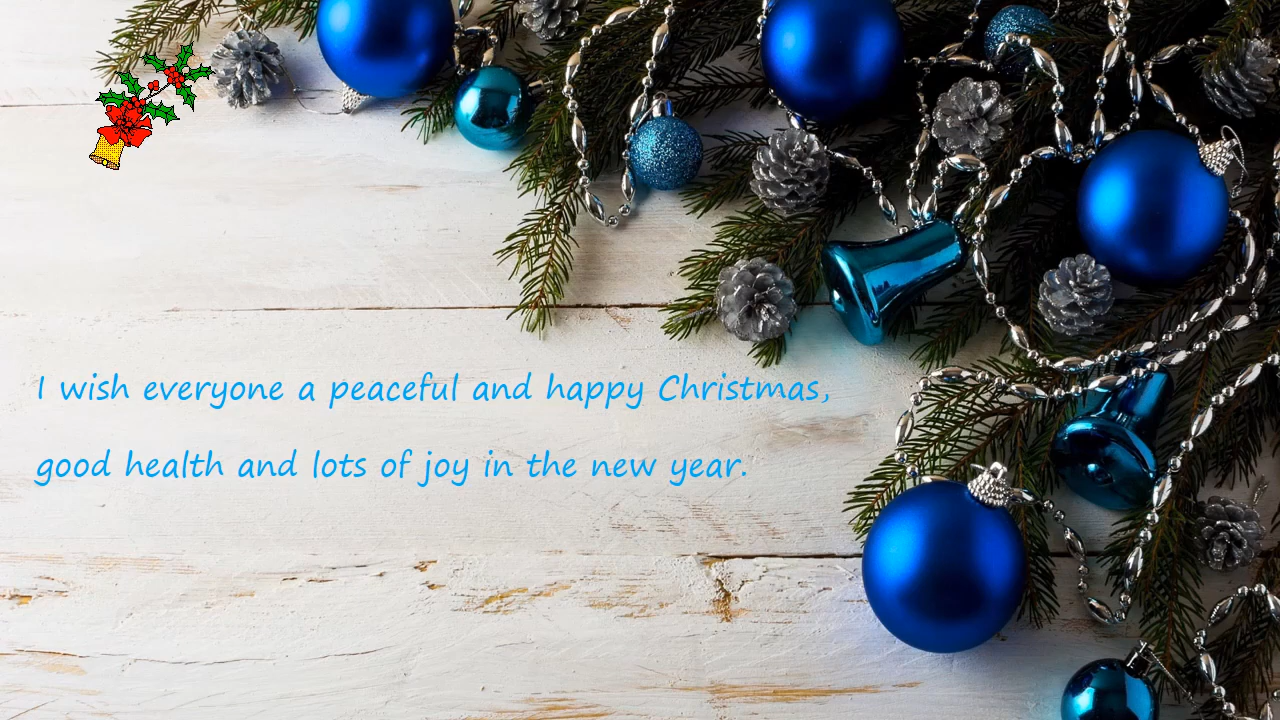 I wish everyone a peaceful and happy Christmas,
good health and lots of joy in the new year.